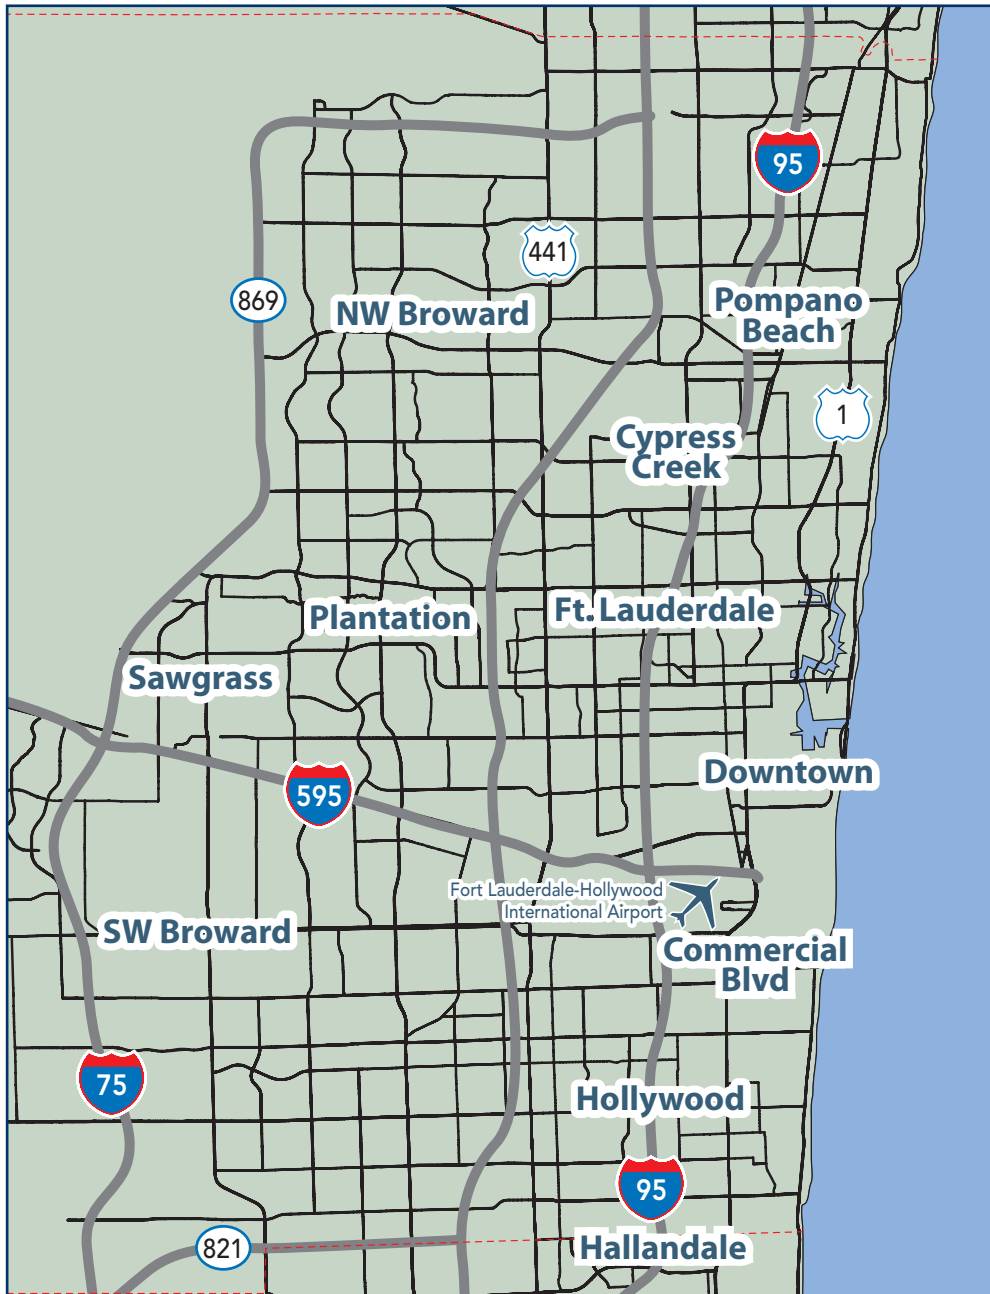 95
441
869
NW Broward
Pompano
Beach
1
Cypress
Creek
Plantation
Ft. Lauderdale
Sawgrass
Downtown
595
Fort Lauderdale-Hollywood
International Airport
SW Broward
Commercial
Blvd
75
Hollywood
95
821
Hallandale